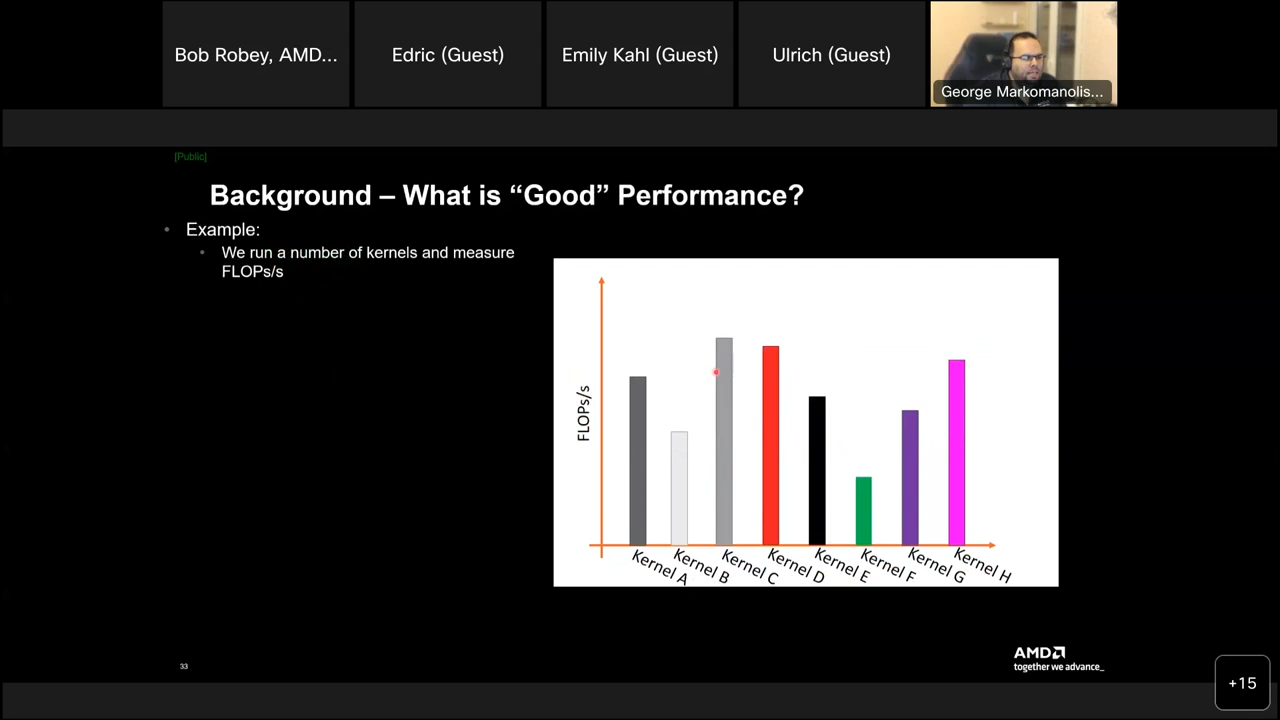 Bob Robey, AMD...
Edric (Guest)
Emily Kahl (Guest)
Ulrich (Guest)
George Markomanolis...
[Public]
Background – What is “Good” Performance?
• Example:
• We run a number of kernels and measure
FLOPs/s
FLOPs/s
Kernel A
Kernel B
Kernel C
Kernel D
Kernel E
Kernel F
Kernel G
Kernel H
33
AMD
together we advance_
+15